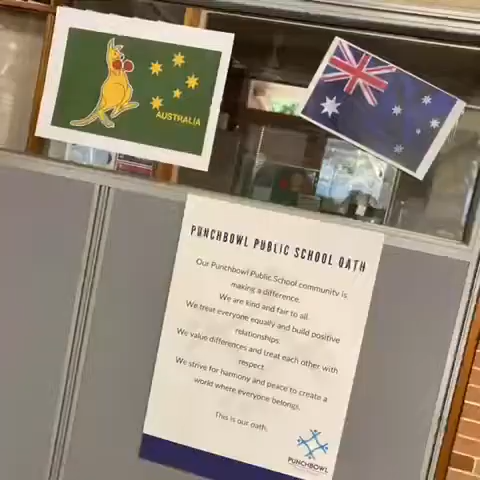 AUSTRALIA
PUNCHBOWL PUBLIC SCHOOL OATH
Our Punchbowl Public School community is
making a difference.
We are kind and fair to all.
We treat everyone equally and build positive
relationships.
We value differences and treat each other with
respect.
We strive for harmony and peace to create a
world where everyone belongs.
This is our oath.
PUNCHBOWL